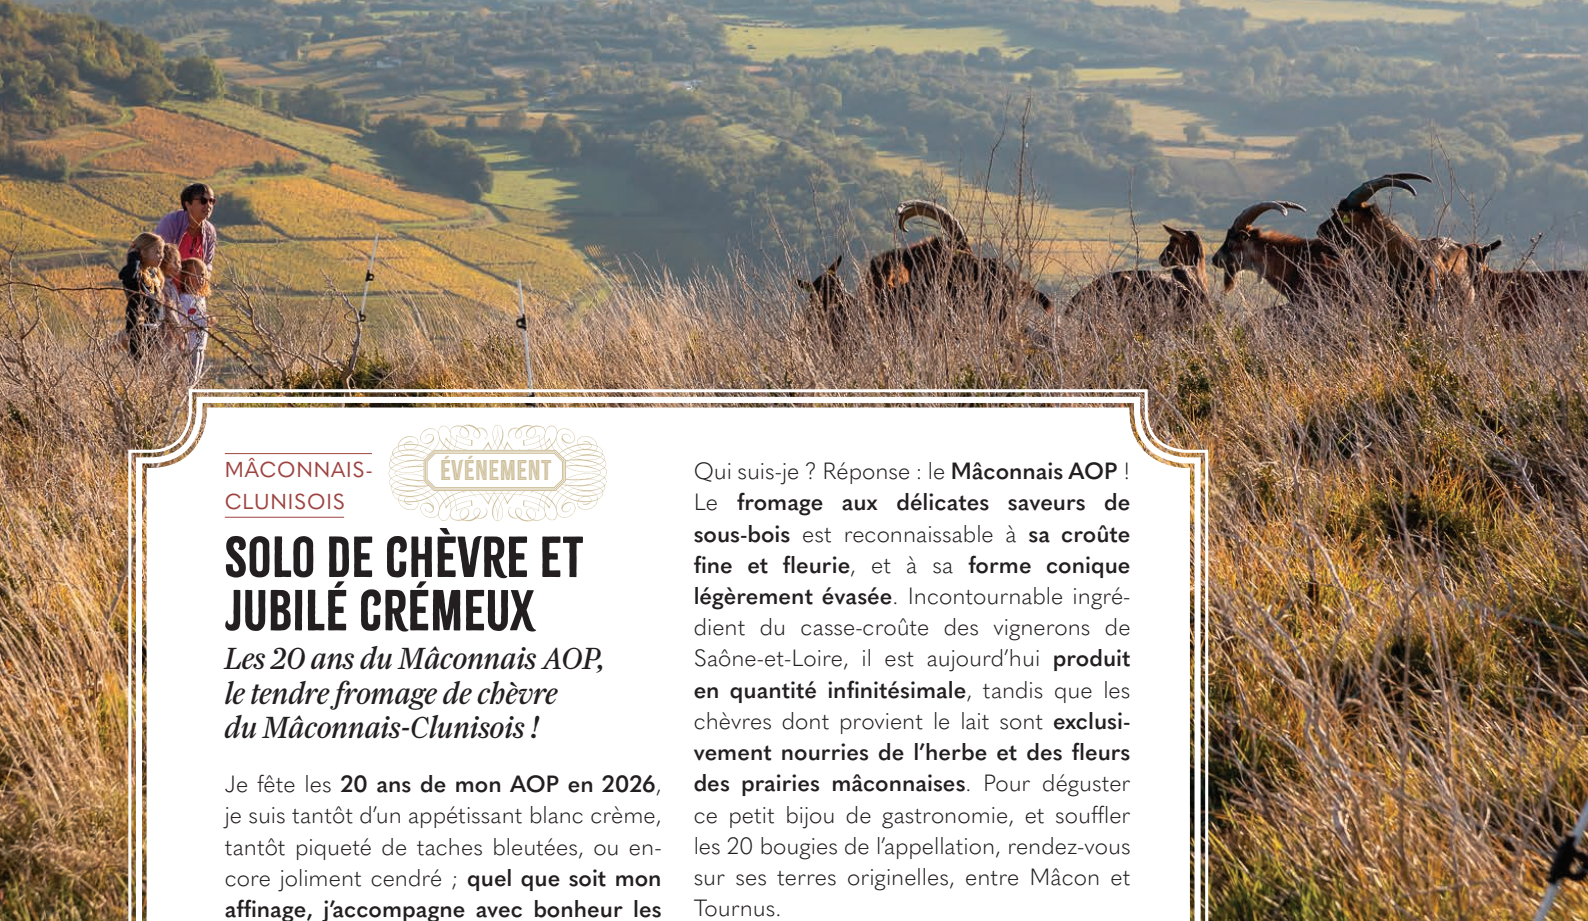 MÂCONNAIS-
CLUNISOIS
ÉVÉNEMENT
SOLO DE CHÈVRE ET
JUBILÉ CRÉMEUX
Les 20 ans du Mâconnais AOP,
le tendre fromage de chèvre
du Mâconnais-Clunisois !
Je fête les 20 ans de mon AOP en 2026,
je suis tantôt d’un appétissant blanc crème,
tantôt piqueté de taches bleutées, ou en-
core joliment cendré ; quel que soit mon
affinage, j’accompagne avec bonheur les
Qui suis-je ? Réponse : le Mâconnais AOP !
Le fromage aux délicates saveurs de
sous-bois est reconnaissable à sa croûte
fine et fleurie, et à sa forme conique
légèrement évasée. Incontournable ingré-
dient du casse-croûte des vignerons de
Saône-et-Loire, il est aujourd’hui produit
en quantité infinitésimale, tandis que les
chèvres dont provient le lait sont exclusi-
vement nourries de l’herbe et des fleurs
des prairies mâconnaises. Pour déguster
ce petit bijou de gastronomie, et souffler
les 20 bougies de l’appellation, rendez-vous
sur ses terres originelles, entre Mâcon et
Tournus.